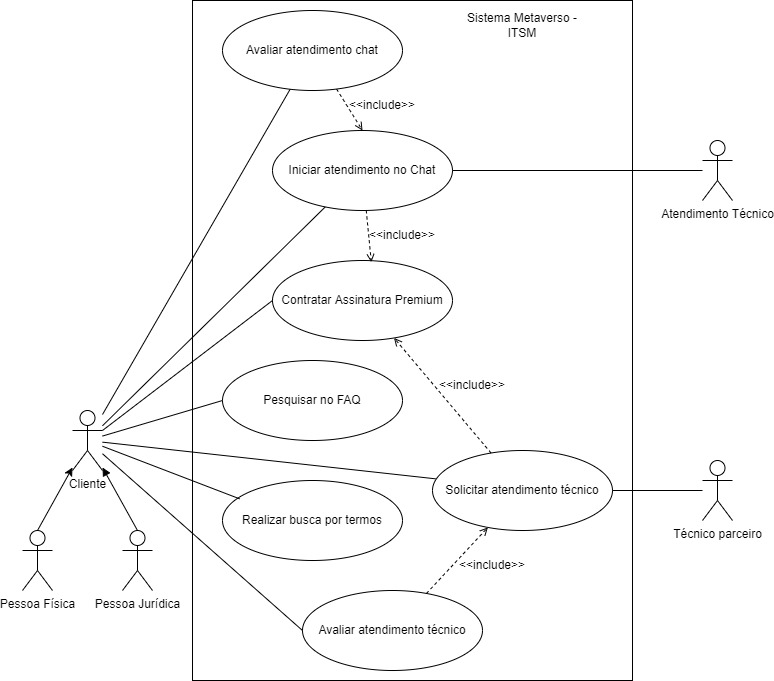 Sistema Metaverso -
ITSM
Avaliar atendimento chat
<<include>>
Iniciar atendimento no Chat
Atendimento Técnico
<<include>>
Contratar Assinatura Premium
<<include>>
Pesquisar no FAQ
Cliente
Solicitar atendimento técnico
Realizar busca por termos
Técnico parceiro
<<include>>
Pessoa Física
Pessoa Jurídica
Avaliar atendimento técnico